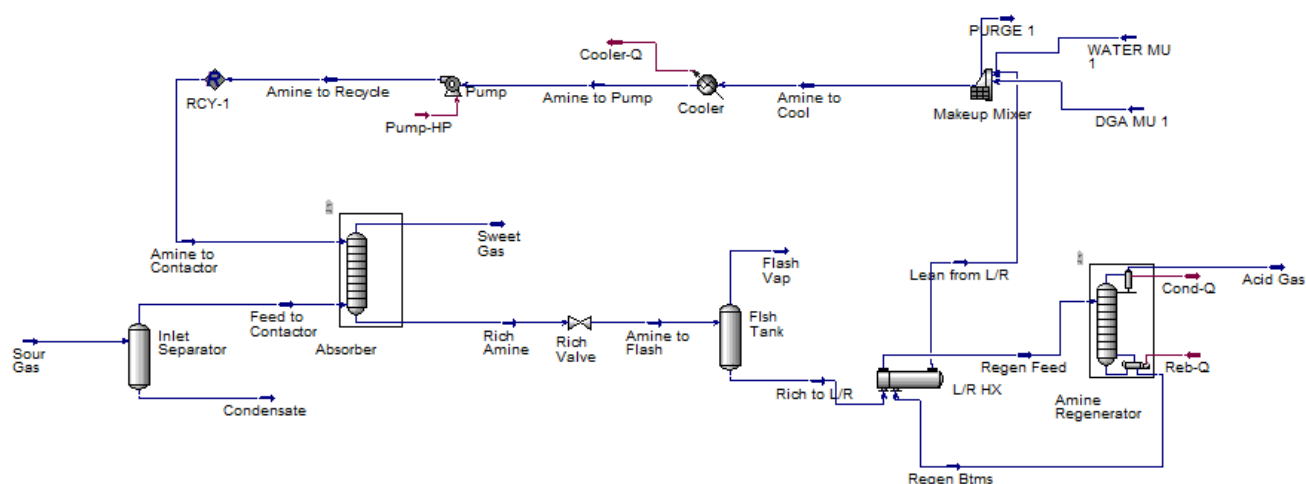 PURGE 1
Cooler-Q
WATER MU
1
RCY-1
Amine to Recycle
Pump
Amine to Pump
Cooler
Amine to
Cool
Makeup Mixer
DGA MU 1
Pump-HP
Amine to
Contactor
Sweet
Gas
Flash
Vap
Lean from L/R
Cond-Q
Acid Gas
Feed to
Contactor
Sour
Gas
Inlet
Separator
Absorber
Rich
Amine
Rich
Valve
Amine to
Flash
Flsh
Tank
Regen Feed
Reb-Q
Condensate
Rich to L/R
L/R HX
Amine
Regenerator
Regen Btms